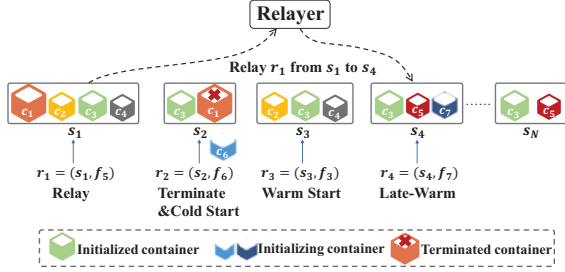 Relayer
Relay r₁ from s₁ to s₄
c₁ c₂ c₃ c₄
c₃ c₁
c₆
c₂ c₃ c₄
c₃ c₅ c₇
c₃ c₅
s₁ s₂ s₃ s₄ s_N
r₁ = (s₁, f₅) r₂ = (s₂, f₆) r₃ = (s₃, f₃) r₄ = (s₄, f₇)
Relay Terminate Warm Start Late-Warm
&Cold Start
Initialized container Initializing container Terminated container